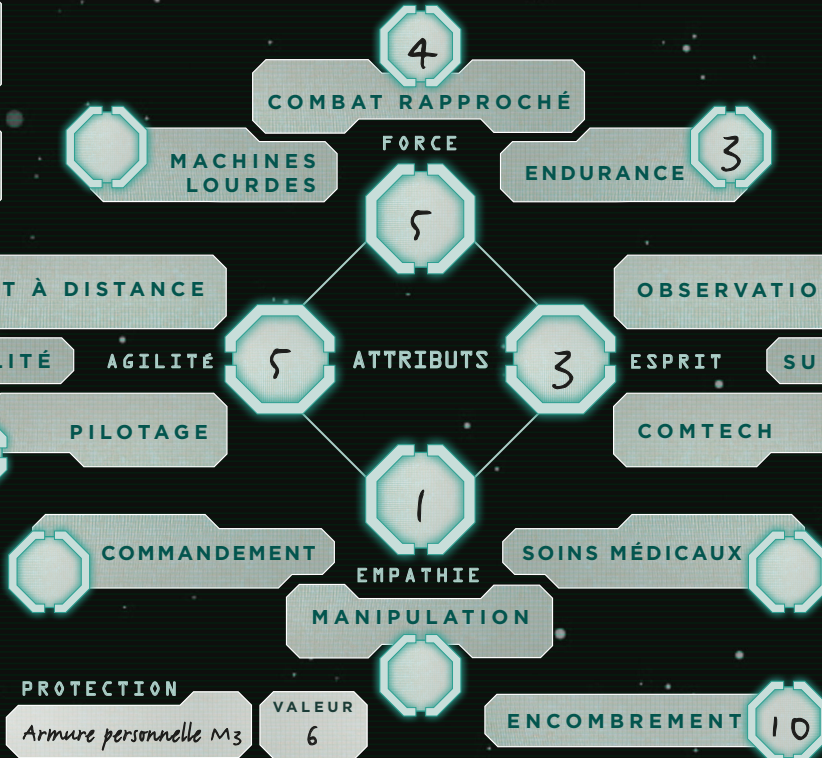 4
COMBAT RAPPROCHÉ
FORCE
MACHINES
LOURDES
ENDURANCE
3
5
T À DISTANCE
OBSERVATIO
LITÉ
AGILITÉ
5
ATTRIBUTS
3
ESPRIT
SU
PILOTAGE
COMTECH
1
EMPATHIE
COMMANDEMENT
SOINS MÉDICAUX
MANIPULATION
PROTECTION
Armure personnelle M3
VALEUR
6
ENCOMBREMENT
10